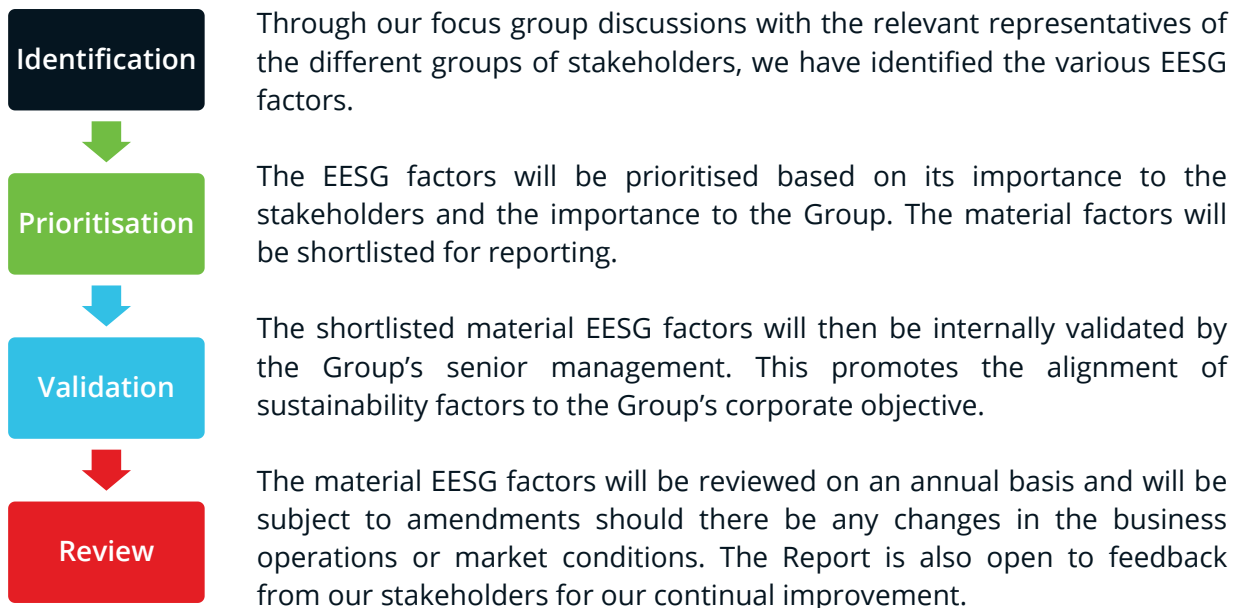 Identification
Through our focus group discussions with the relevant representatives of
the different groups of stakeholders, we have identified the various EESG
factors.
Prioritisation
The EESG factors will be prioritised based on its importance to the
stakeholders and the importance to the Group. The material factors will
be shortlisted for reporting.
Validation
The shortlisted material EESG factors will then be internally validated by
the Group’s senior management. This promotes the alignment of
sustainability factors to the Group’s corporate objective.
Review
The material EESG factors will be reviewed on an annual basis and will be
subject to amendments should there be any changes in the business
operations or market conditions. The Report is also open to feedback
from our stakeholders for our continual improvement.